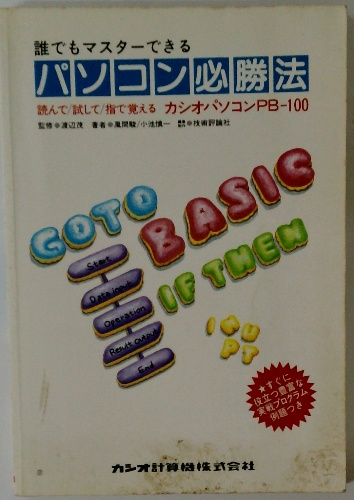 誰でもマスターできる
パソコン必勝法
読んで/試して/指で覚える カシオパソコンPB-100
監修●渡辺茂 著者●風間駿/小池慎一 ●技術評論社
GOTO
BASIC
IF THEN
Start
Data input
Operation
Result output
End
INU
PT
★すぐに
役立つ豊富な
実戦プログラム
例題つき
カシオ計算機株式会社